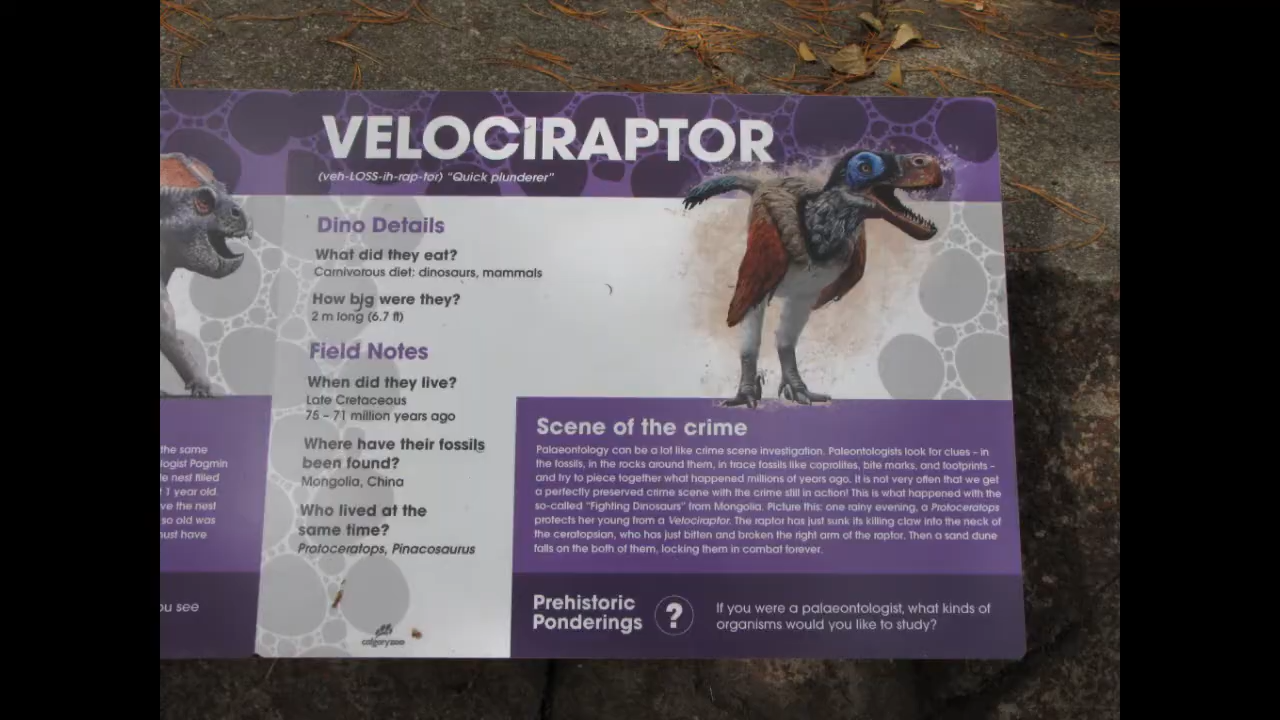 VELOCIRAPTOR
(veh-LOSS-ih-rap-tor) "Quick plunderer"
Dino Details
What did they eat?
Carnivorous diet: dinosaurs, mammals
How big were they?
2 m long (6.7 ft)
Field Notes
When did they live?
Late Cretaceous
75 – 71 million years ago
Where have their fossils
been found?
Mongolia, China
Who lived at the
same time?
Protoceratops, Pinacosaurus
calgaryzoo
Scene of the crime
Palaeontology can be a lot like crime scene investigation. Paleontologists look for clues – in
the fossils, in the rocks around them, in trace fossils like coprolites, bite marks, and footprints –
and try to piece together what happened millions of years ago. It is not very often that we get
a perfectly preserved crime scene with the crime still in action! This is what happened with the
so-called "Fighting Dinosaurs" from Mongolia. Picture this: one rainy evening, a Protoceratops
protects her young from a Velociraptor. The raptor has just sunk its killing claw into the neck of
the ceratopsian, who has just bitten and broken the right arm of the raptor. Then a sand dune
falls on the both of them, locking them in combat forever.
Prehistoric
Ponderings
?
If you were a palaeontologist, what kinds of
organisms would you like to study?
the same
Pagmin
nest filled
1 year old.
the nest
so old was
have
see